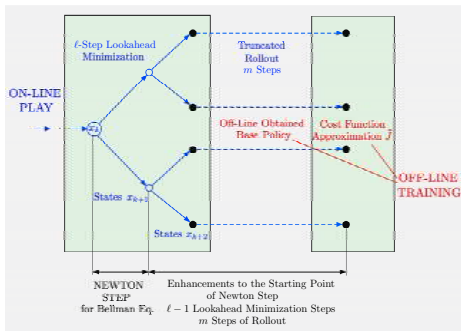 ℓ-Step Lookahead
Minimization
Truncated
Rollout
m Steps
ON-LINE
PLAY
x_k
Off-Line Obtained
Base Policy
Cost Function
Approximation J̃
OFF-LINE
TRAINING
States x_{k+1}
States x_{k+2}
NEWTON
STEP
for Bellman Eq.
Enhancements to the Starting Point
of Newton Step
ℓ − 1 Lookahead Minimization Steps
m Steps of Rollout